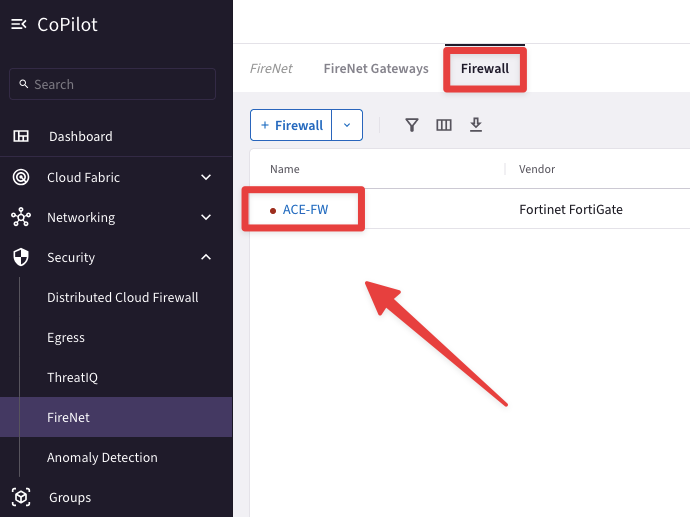 CoPilot
Search
Dashboard
Cloud Fabric
Networking
Security
Distributed Cloud Firewall
Egress
ThreatIQ
FireNet
Anomaly Detection
Groups
FireNet FireNet Gateways Firewall
+ Firewall
Name Vendor
ACE-FW Fortinet FortiGate